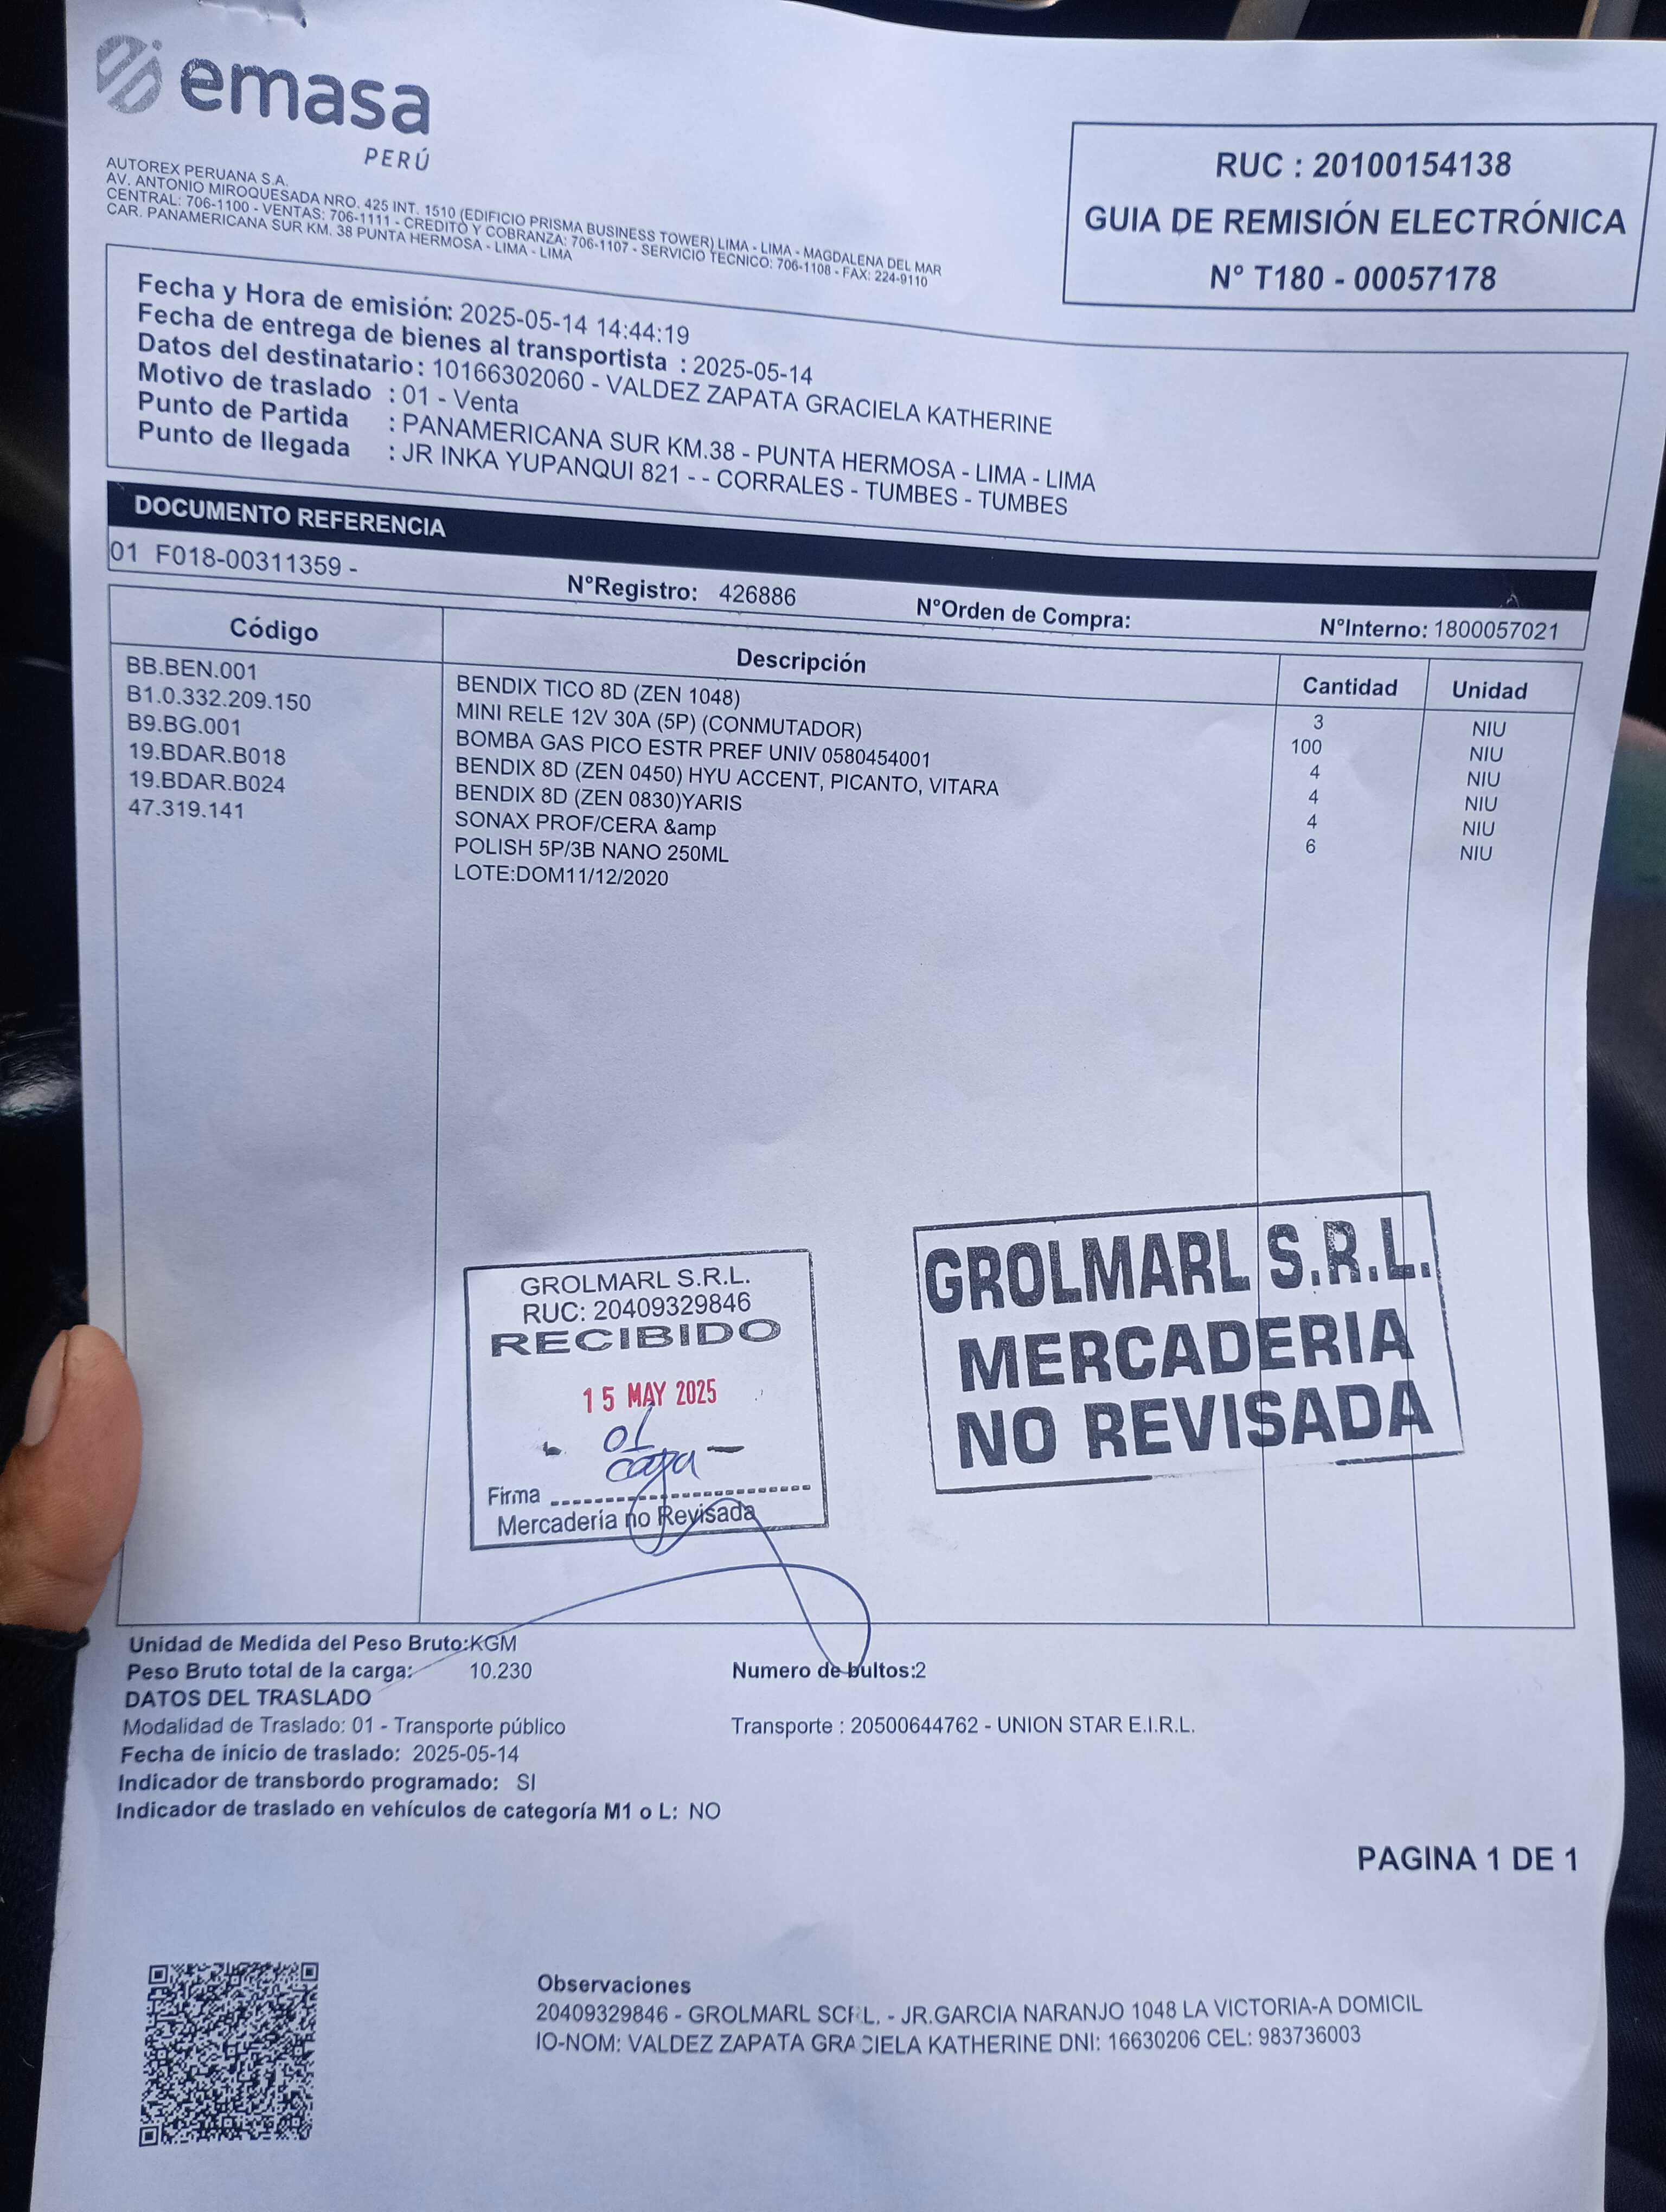 emasa
PERÚ
AUTOREX PERUANA S.A.
AV. ANTONIO MIROQUESADA NRO. 425 INT. 1510 (EDIFICIO PRISMA BUSINESS TOWER) LIMA - LIMA - MAGDALENA DEL MAR
CENTRAL: 706-1100 - VENTAS: 706-1111 - CREDITO Y COBRANZA: 706-1107 - SERVICIO TECNICO: 706-1108 - FAX: 224-9110
CAR. PANAMERICANA SUR KM. 38 PUNTA HERMOSA - LIMA - LIMA
RUC : 20100154138
GUIA DE REMISIÓN ELECTRÓNICA
N° T180 - 00057178
Fecha y Hora de emisión: 2025-05-14 14:44:19
Fecha de entrega de bienes al transportista : 2025-05-14
Datos del destinatario : 10166302060 - VALDEZ ZAPATA GRACIELA KATHERINE
Motivo de traslado : 01 - Venta
Punto de Partida : PANAMERICANA SUR KM.38 - PUNTA HERMOSA - LIMA - LIMA
Punto de llegada : JR INKA YUPANQUI 821 - - CORRALES - TUMBES - TUMBES
DOCUMENTO REFERENCIA
01 F018-00311359 - N°Registro: 426886 N°Orden de Compra: N°Interno: 1800057021
Código Descripción Cantidad Unidad
BB.BEN.001 BENDIX TICO 8D (ZEN 1048) 3 NIU
B1.0.332.209.150 MINI RELE 12V 30A (5P) (CONMUTADOR) 100 NIU
B9.BG.001 BOMBA GAS PICO ESTR PREF UNIV 0580454001 4 NIU
19.BDAR.B018 BENDIX 8D (ZEN 0450) HYU ACCENT, PICANTO, VITARA 4 NIU
19.BDAR.B024 BENDIX 8D (ZEN 0830)YARIS 4 NIU
47.319.141 SONAX PROF/CERA &amp 6 NIU
POLISH 5P/3B NANO 250ML
LOTE:DOM11/12/2020
GROLMARL S.R.L.
RUC: 20409329846
RECIBIDO
15 MAY 2025
01
caja
Firma
Mercadería no Revisada
GROLMARL S.R.L.
MERCADERIA
NO REVISADA
Unidad de Medida del Peso Bruto:KGM
Peso Bruto total de la carga: 10.230 Numero de bultos:2
DATOS DEL TRASLADO
Modalidad de Traslado: 01 - Transporte público Transporte : 20500644762 - UNION STAR E.I.R.L.
Fecha de inicio de traslado: 2025-05-14
Indicador de transbordo programado: SI
Indicador de traslado en vehículos de categoría M1 o L: NO
PAGINA 1 DE 1
Observaciones
20409329846 - GROLMARL SCRL. - JR.GARCIA NARANJO 1048 LA VICTORIA-A DOMICIL
IO-NOM: VALDEZ ZAPATA GRACIELA KATHERINE DNI: 16630206 CEL: 983736003